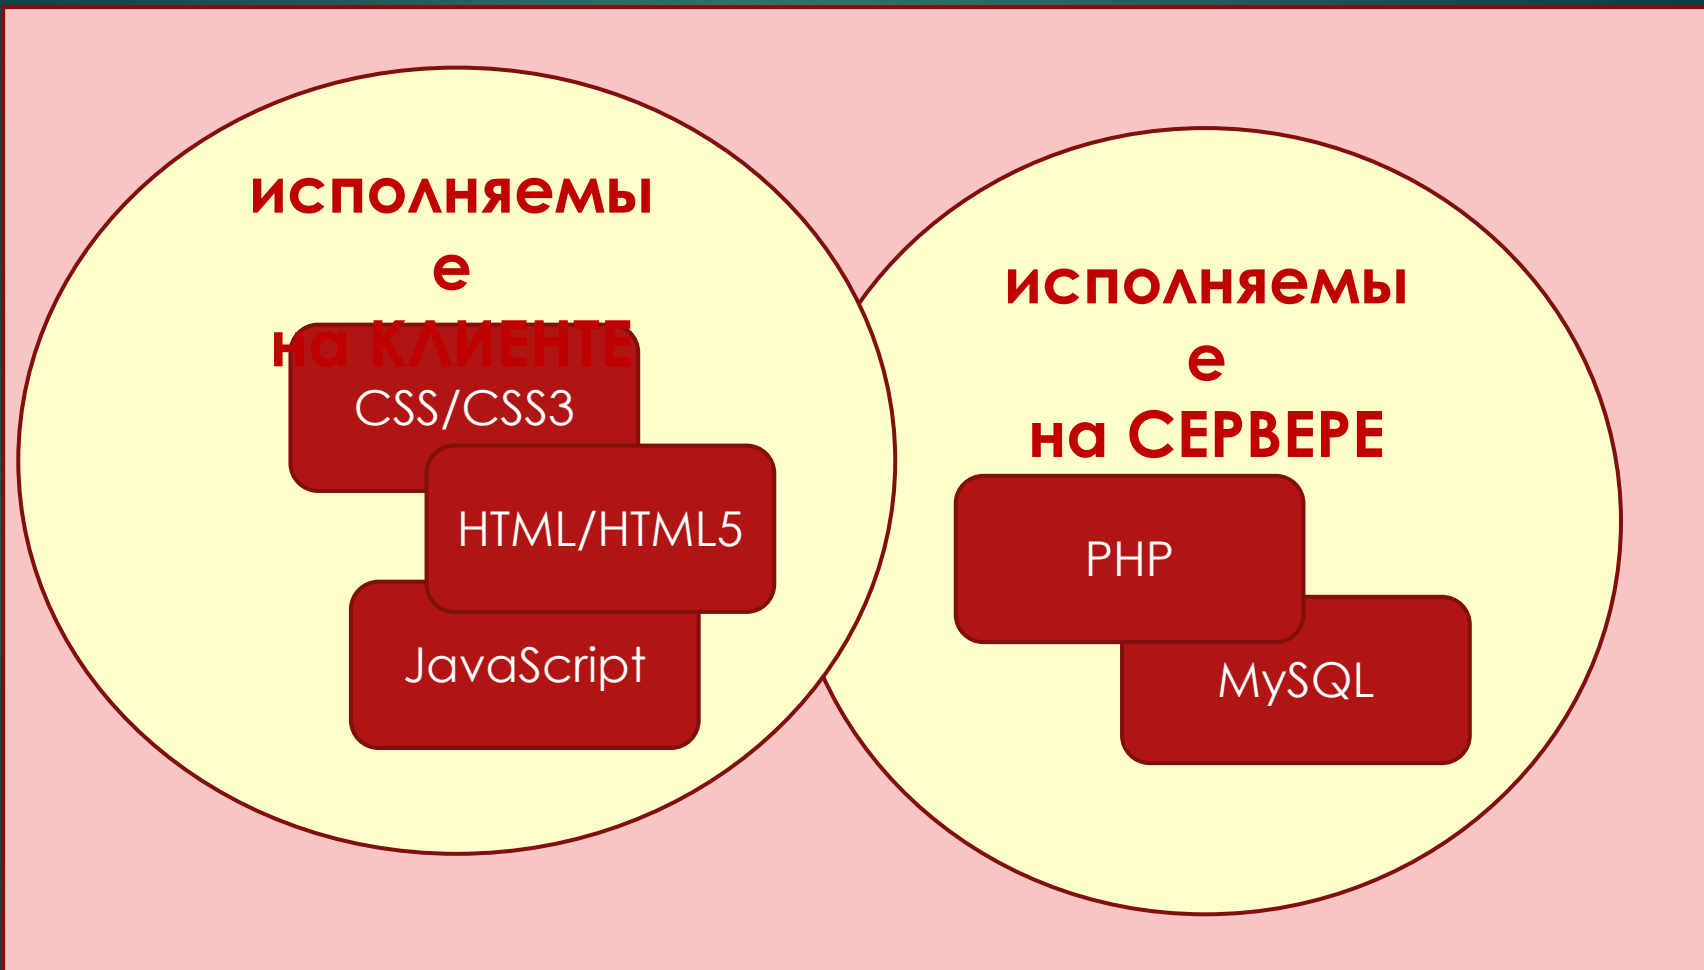 исполняемы
е
на КЛИЕНТЕ
CSS/CSS3
HTML/HTML5
JavaScript
исполняемы
е
на СЕРВЕРЕ
PHP
MySQL